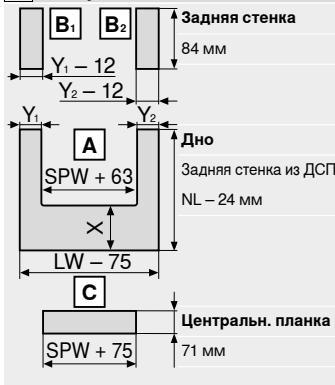 B₁ B₂ Задняя стенка
84 мм
Y₁ – 12
Y₂ – 12
Y₁ Y₂
A Дно
Задняя стенка из ДСП
SPW + 63
NL – 24 мм
X
LW – 75
C
Центральн. планка
SPW + 75 71 мм